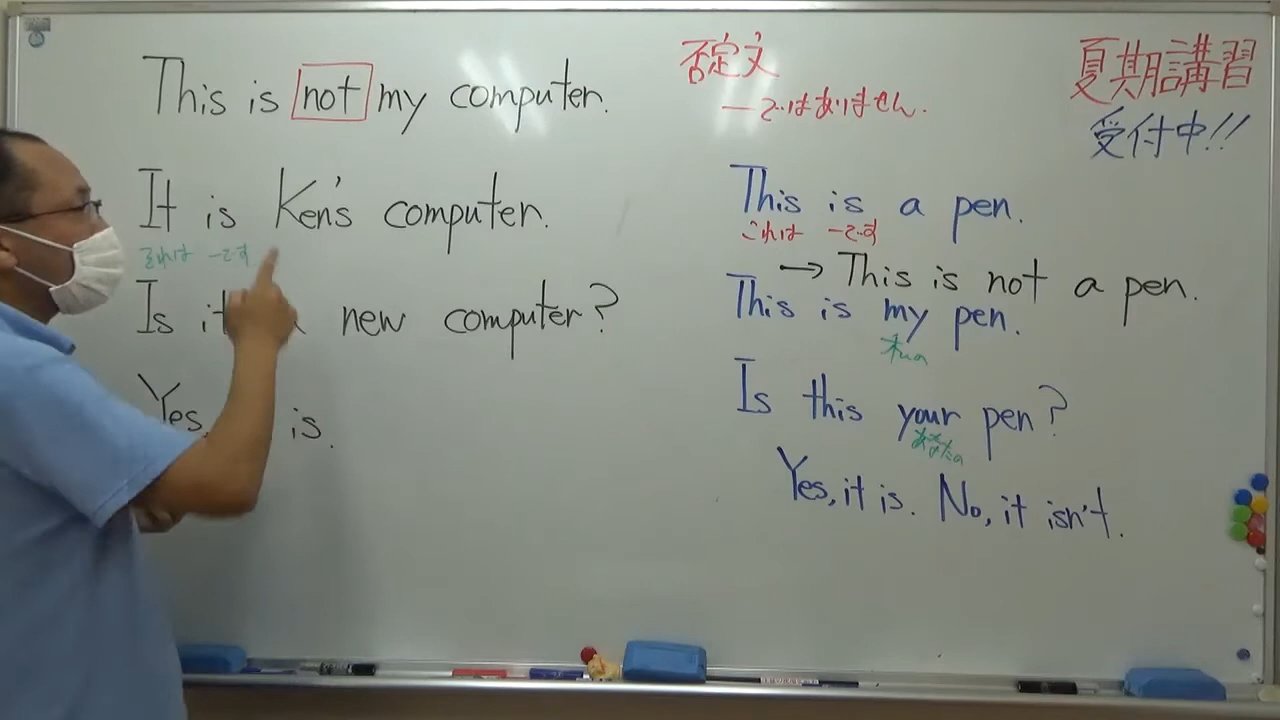 This is not my computer.
It is Ken's computer.
それは ーです
Is it new computer?
Yes, is.
否定文
ーではありません.
夏期講習
受付中!!
This is a pen.
これは ーです
→ This is not a pen.
This is my pen.
私の
Is this your pen?
あなたの
Yes, it is. No, it isn't.